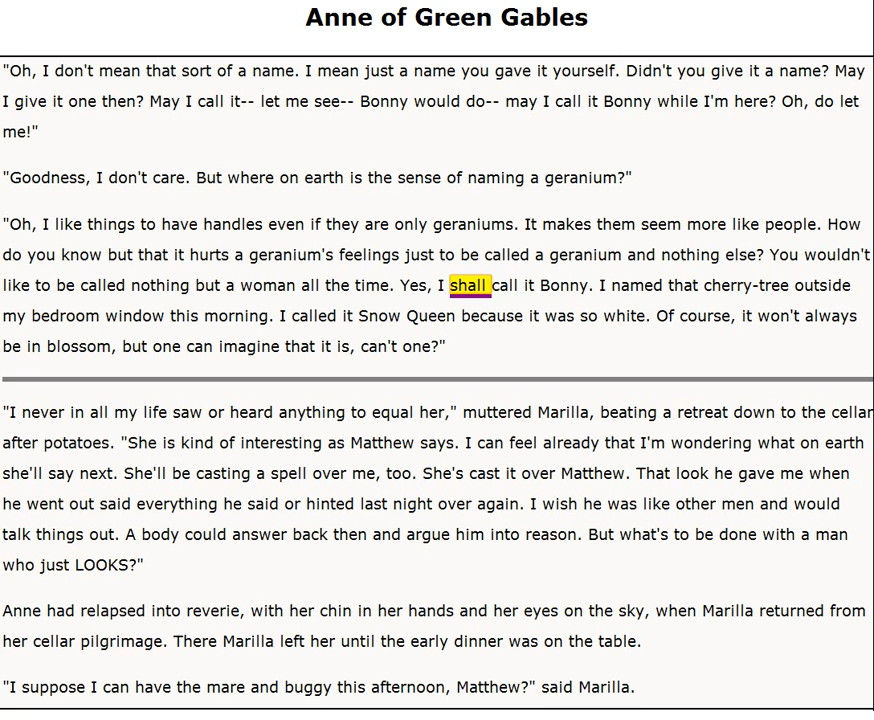 Anne of Green Gables
"Oh, I don't mean that sort of a name. I mean just a name you gave it yourself. Didn't you give it a name? May
I give it one then? May I call it-- let me see-- Bonny would do-- may I call it Bonny while I'm here? Oh, do let
me!"
"Goodness, I don't care. But where on earth is the sense of naming a geranium?"
"Oh, I like things to have handles even if they are only geraniums. It makes them seem more like people. How
do you know but that it hurts a geranium's feelings just to be called a geranium and nothing else? You wouldn't
like to be called nothing but a woman all the time. Yes, I shall call it Bonny. I named that cherry-tree outside
my bedroom window this morning. I called it Snow Queen because it was so white. Of course, it won't always
be in blossom, but one can imagine that it is, can't one?"
"I never in all my life saw or heard anything to equal her," muttered Marilla, beating a retreat down to the cellar
after potatoes. "She is kind of interesting as Matthew says. I can feel already that I'm wondering what on earth
she'll say next. She'll be casting a spell over me, too. She's cast it over Matthew. That look he gave me when
he went out said everything he said or hinted last night over again. I wish he was like other men and would
talk things out. A body could answer back then and argue him into reason. But what's to be done with a man
who just LOOKS?"
Anne had relapsed into reverie, with her chin in her hands and her eyes on the sky, when Marilla returned from
her cellar pilgrimage. There Marilla left her until the early dinner was on the table.
"I suppose I can have the mare and buggy this afternoon, Matthew?" said Marilla.